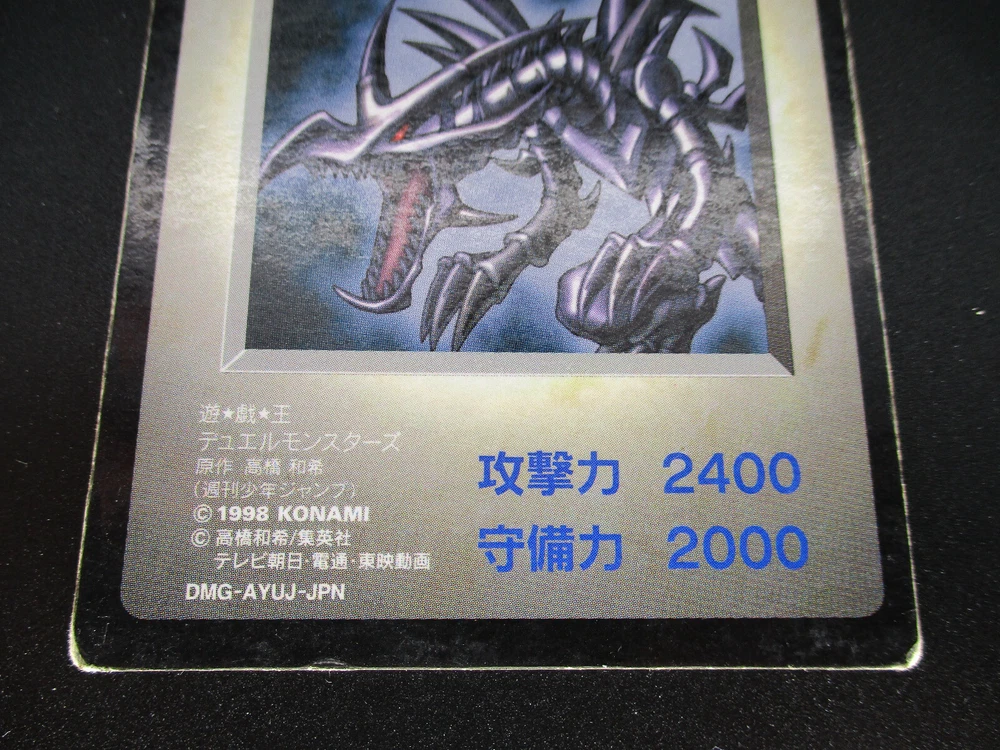 遊★戯★王
デュエルモンスターズ
原作 高橋 和希
(週刊少年ジャンプ)
© 1998 KONAMI
© 高橋和希/集英社
テレビ朝日・電通・東映動画
DMG-AYUJ-JPN
攻撃力 2400
守備力 2000